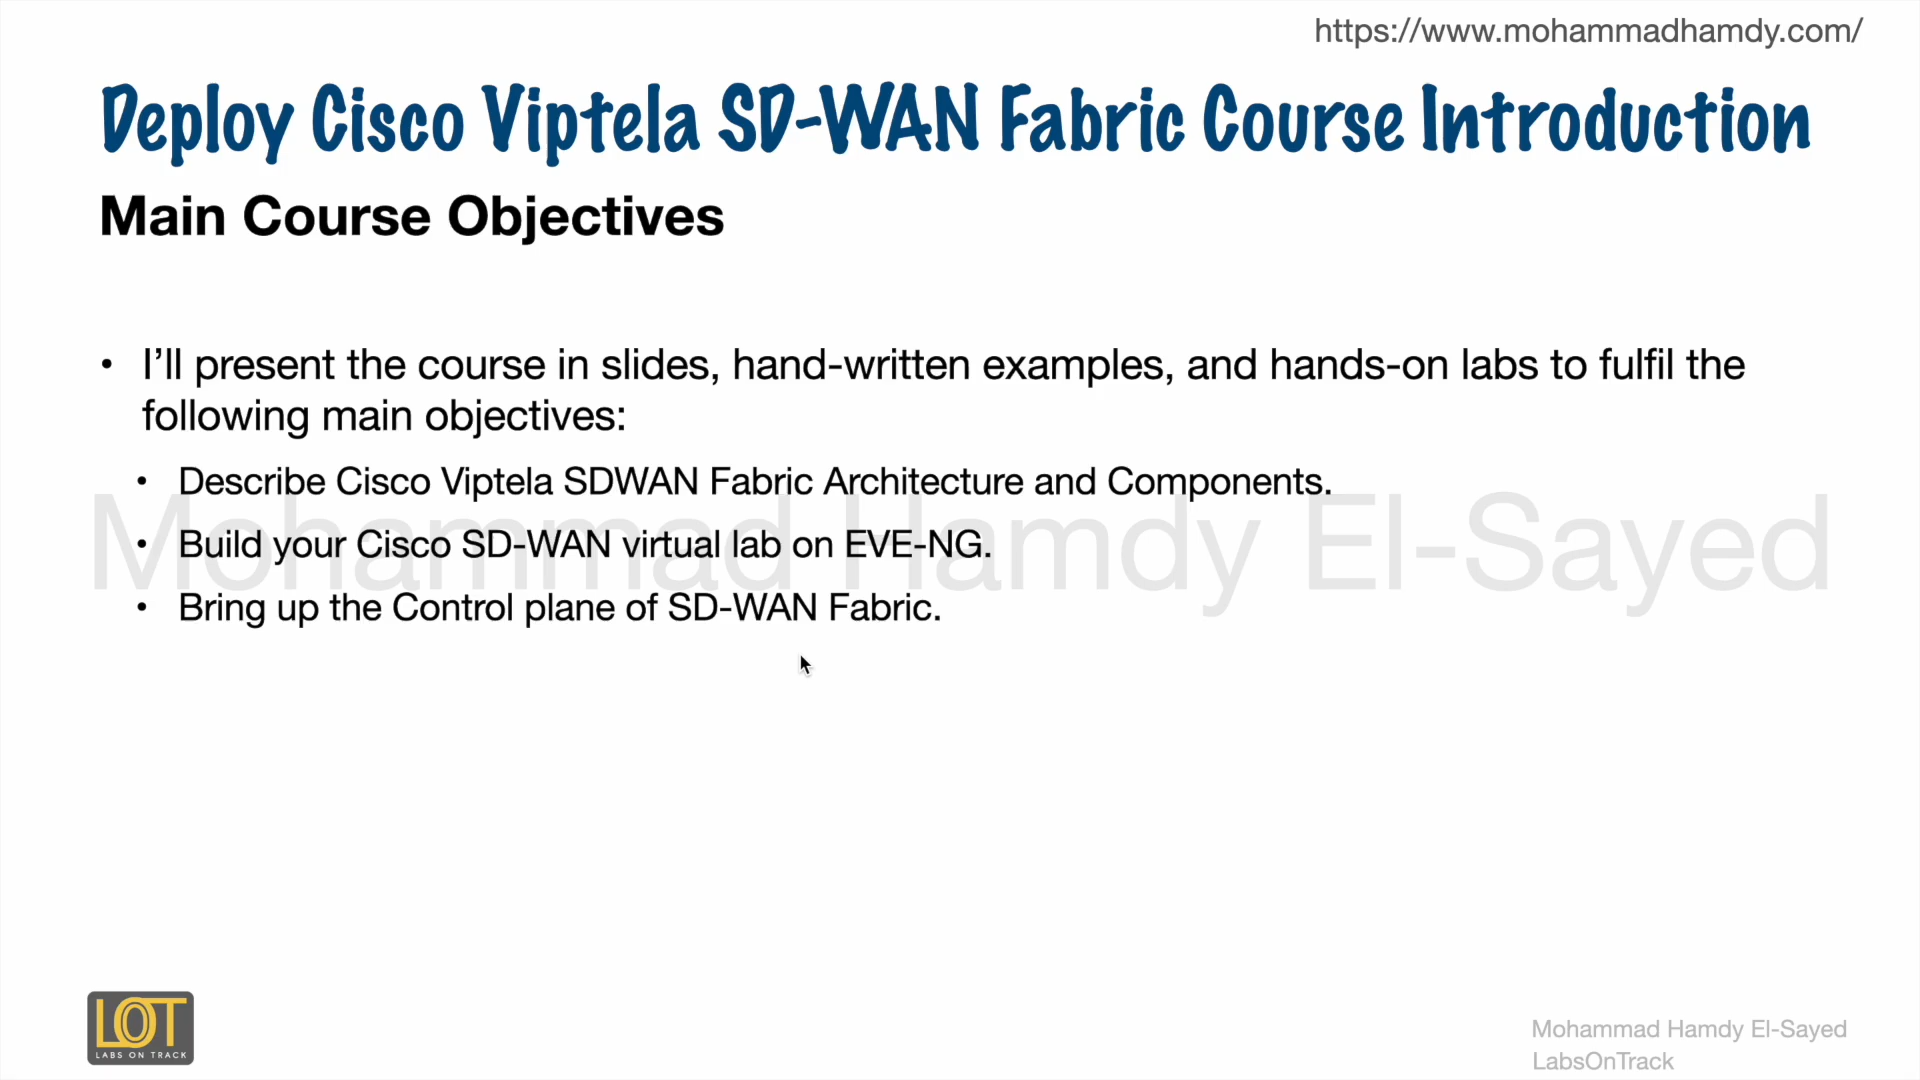 https://www.mohammadhamdy.com/
Deploy Cisco Viptela SD-WAN Fabric Course Introduction
Main Course Objectives
• I’ll present the course in slides, hand-written examples, and hands-on labs to fulfil the
following main objectives:
• Describe Cisco Viptela SDWAN Fabric Architecture and Components.
Mohammad Hamdy El-Sayed
• Build your Cisco SD-WAN virtual lab on EVE-NG.
• Bring up the Control plane of SD-WAN Fabric.
LOT
LABS ON TRACK
Mohammad Hamdy El-Sayed
LabsOnTrack